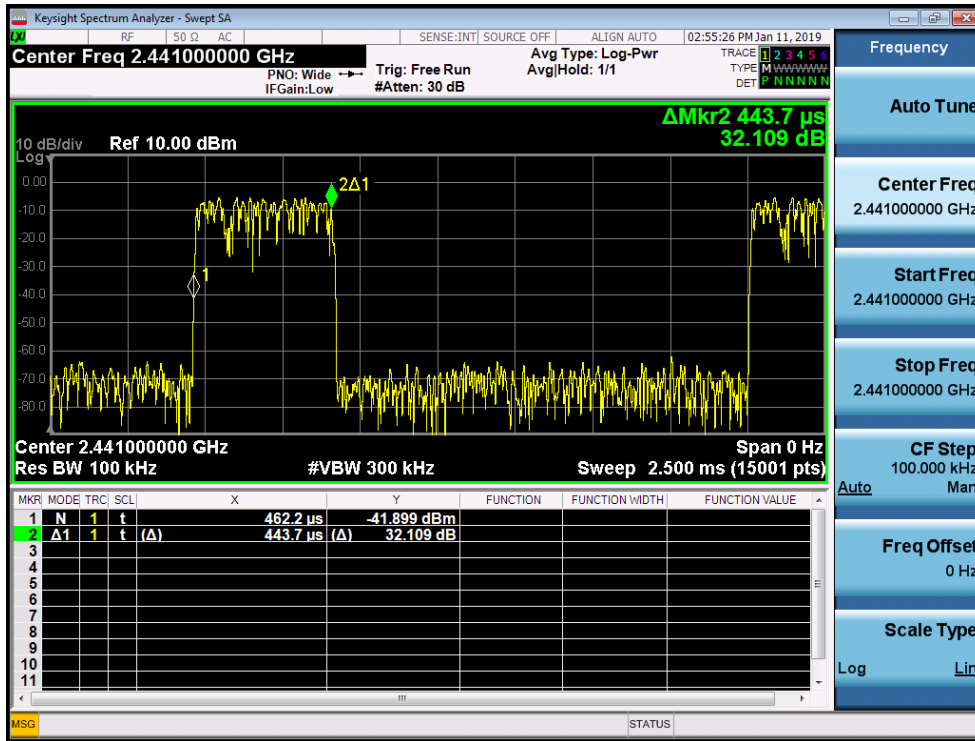 Keysight Spectrum Analyzer - Swept SA
LXI RF 50 Ω AC SENSE:INT SOURCE OFF ALIGN AUTO 02:55:26 PM Jan 11, 2019
Center Freq 2.441000000 GHz
PNO: Wide
IFGain:Low
Trig: Free Run
#Atten: 30 dB
Avg Type: Log-Pwr
Avg|Hold: 1/1
TRACE 1 2 3 4 5 6
TYPE M WWWWW
DET P N N N N N
ΔMkr2 443.7 µs
32.109 dB
10 dB/div Ref 10.00 dBm
Log
0.00
-10.0
-20.0
-30.0
-40.0
-50.0
-60.0
-70.0
-80.0
2Δ1
1
Center 2.441000000 GHz Span 0 Hz
Res BW 100 kHz #VBW 300 kHz Sweep 2.500 ms (15001 pts)
MKR MODE TRC SCL X Y FUNCTION FUNCTION WIDTH FUNCTION VALUE
1 N 1 t 462.2 µs -41.899 dBm
2 Δ1 1 t (Δ) 443.7 µs (Δ) 32.109 dB
3
4
5
6
7
8
9
10
11
MSG STATUS
Frequency
Auto Tune
Center Freq
2.441000000 GHz
Start Freq
2.441000000 GHz
Stop Freq
2.441000000 GHz
CF Step
100.000 kHz
Auto Man
Freq Offset
0 Hz
Scale Type
Log Lin